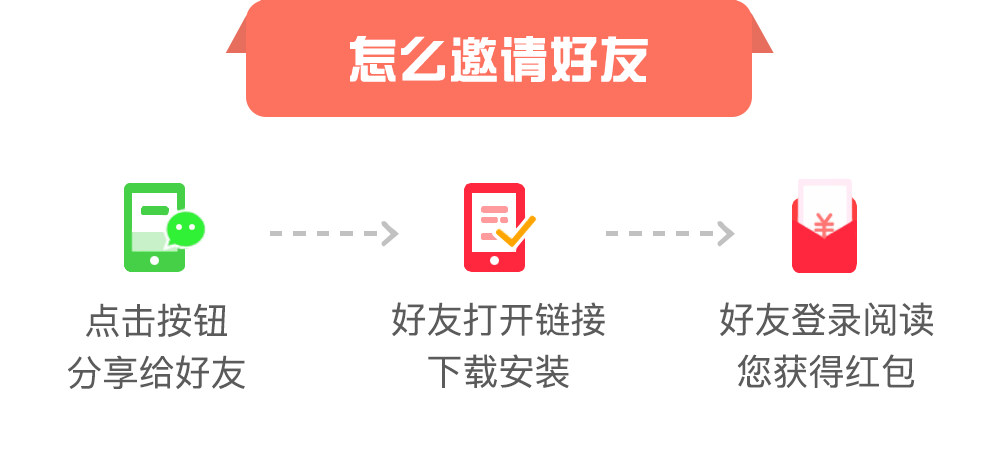 怎么邀请好友
点击按钮
分享给好友
好友打开链接
下载安装
¥
好友登录阅读
您获得红包